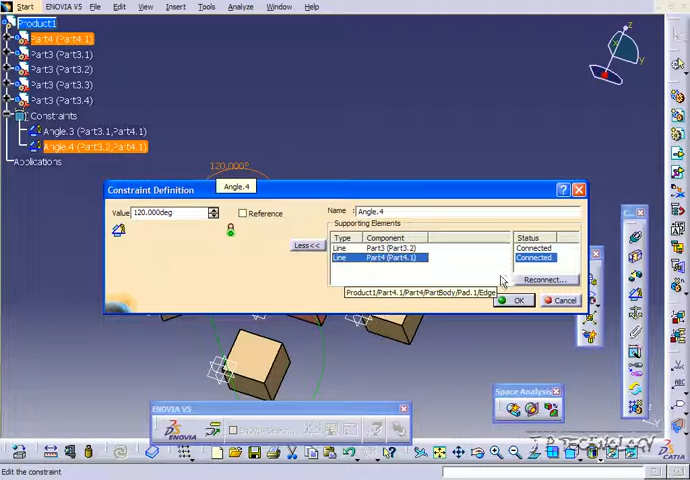 Start ENOVIA V5 File Edit View Insert Tools Analyze Window Help
Product1
Part4 (Part4.1)
Part3 (Part3.1)
Part3 (Part3.2)
Part3 (Part3.3)
Part3 (Part3.4)
Constraints
Angle.3 (Part3.1,Part4.1)
Angle.4 (Part3.2,Part4.1)
Applications
120.000°
Angle.4
Constraint Definition
Value 120.000deg
Reference
Name : Angle.4
Supporting Elements
Type Component Status
Line Part3 (Part3.2) Connected
Line Part4 (Part4.1) Connected
Less<<
Reconnect...
Product1/Part4.1/Part4/PartBody/Pad.1/Edge
OK Cancel
x
y
ENOVIA V5
ENOVIA
Space Analysis
TECHNOLOGY
CATIA
Edit the constraint